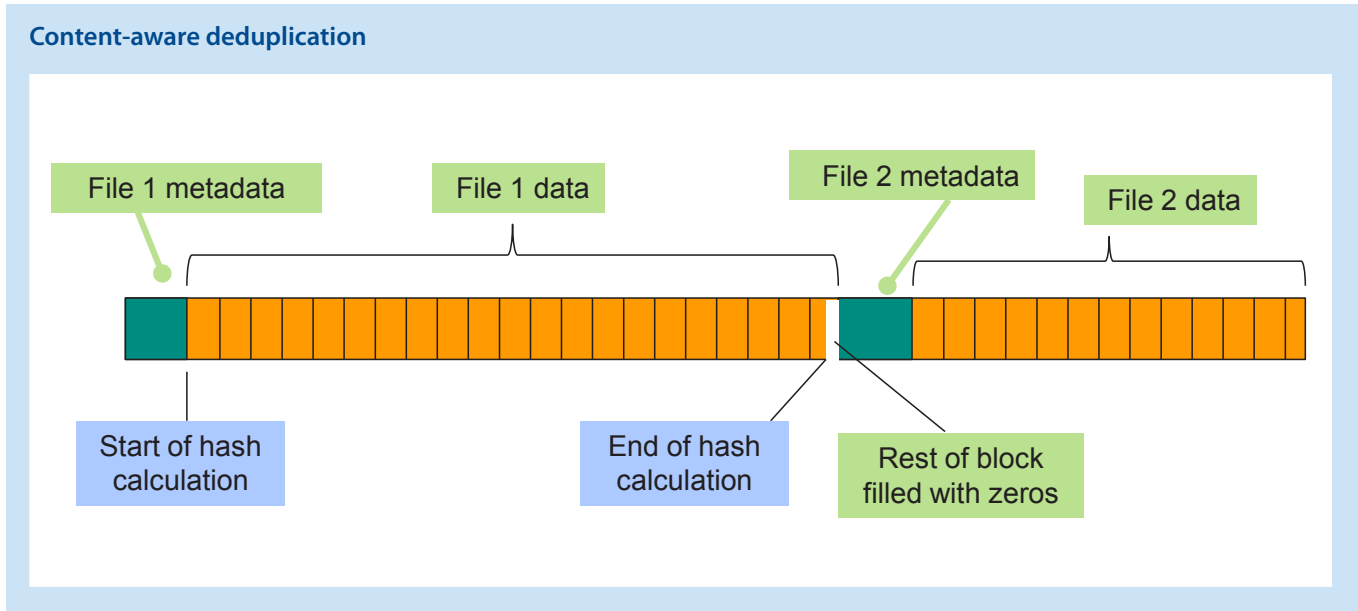 Content-aware deduplication
File 1 metadata
File 1 data
File 2 metadata
File 2 data
Start of hash
calculation
End of hash
calculation
Rest of block
filled with zeros